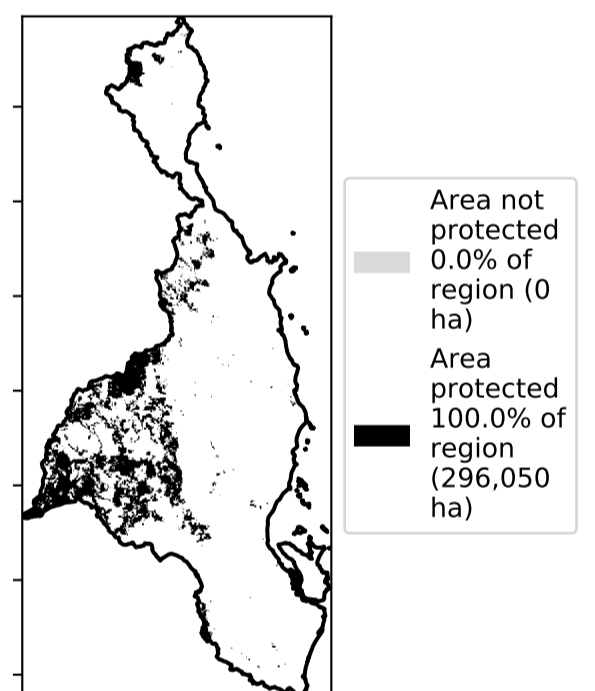 Area not
protected
0.0% of
region (0
ha)
Area
protected
100.0% of
region
(296,050
ha)